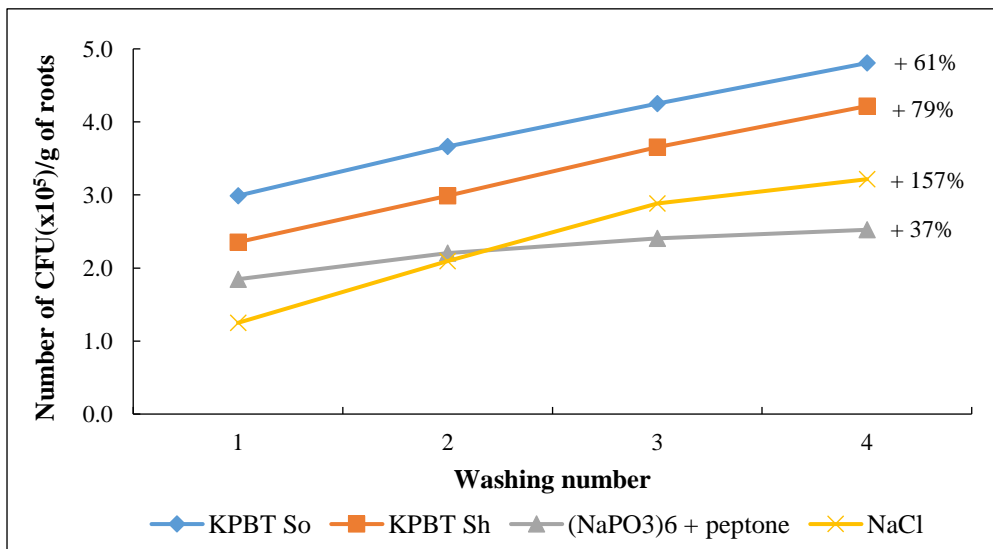 Number of CFU(x10⁵)/g of roots
5.0
4.0
3.0
2.0
1.0
0.0
+ 61%
+ 79%
+ 157%
+ 37%
1 2 3 4
Washing number
KPBT So KPBT Sh (NaPO3)6 + peptone NaCl